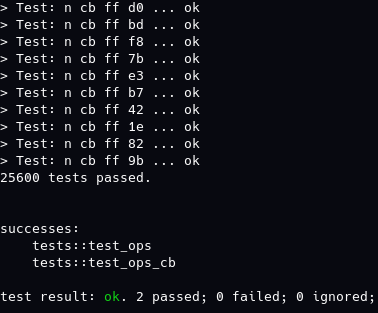 > Test: n cb ff d0 ... ok
> Test: n cb ff bd ... ok
> Test: n cb ff f8 ... ok
> Test: n cb ff 7b ... ok
> Test: n cb ff e3 ... ok
> Test: n cb ff b7 ... ok
> Test: n cb ff 42 ... ok
> Test: n cb ff 1e ... ok
> Test: n cb ff 82 ... ok
> Test: n cb ff 9b ... ok
25600 tests passed.
successes:
tests::test_ops
tests::test_ops_cb
test result: ok. 2 passed; 0 failed; 0 ignored;